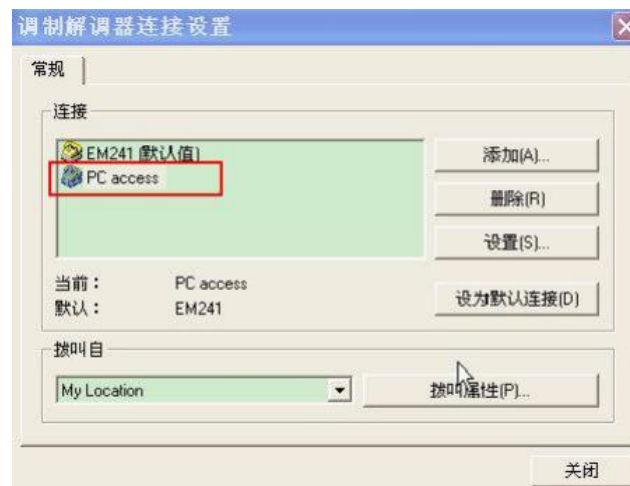 调制解调器连接设置
常规
连接
EM241 (默认值)
PC access
添加(A)...
删除(R)
设置(S)...
当前： PC access
默认： EM241
设为默认连接(D)
拨叫自
My Location
拨叫属性(P)...
关闭